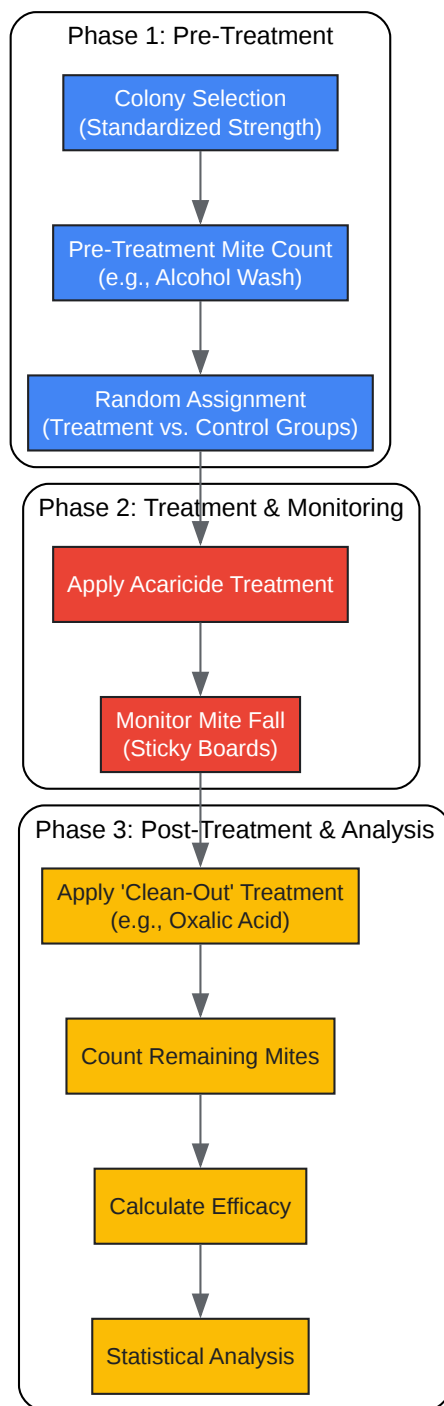 Phase 1: Pre-Treatment
Colony Selection
(Standardized Strength)
Pre-Treatment Mite Count
(e.g., Alcohol Wash)
Random Assignment
(Treatment vs. Control Groups)
Phase 2: Treatment & Monitoring
Apply Acaricide Treatment
Monitor Mite Fall
(Sticky Boards)
Phase 3: Post-Treatment & Analysis
Apply 'Clean-Out' Treatment
(e.g., Oxalic Acid)
Count Remaining Mites
Calculate Efficacy
Statistical Analysis